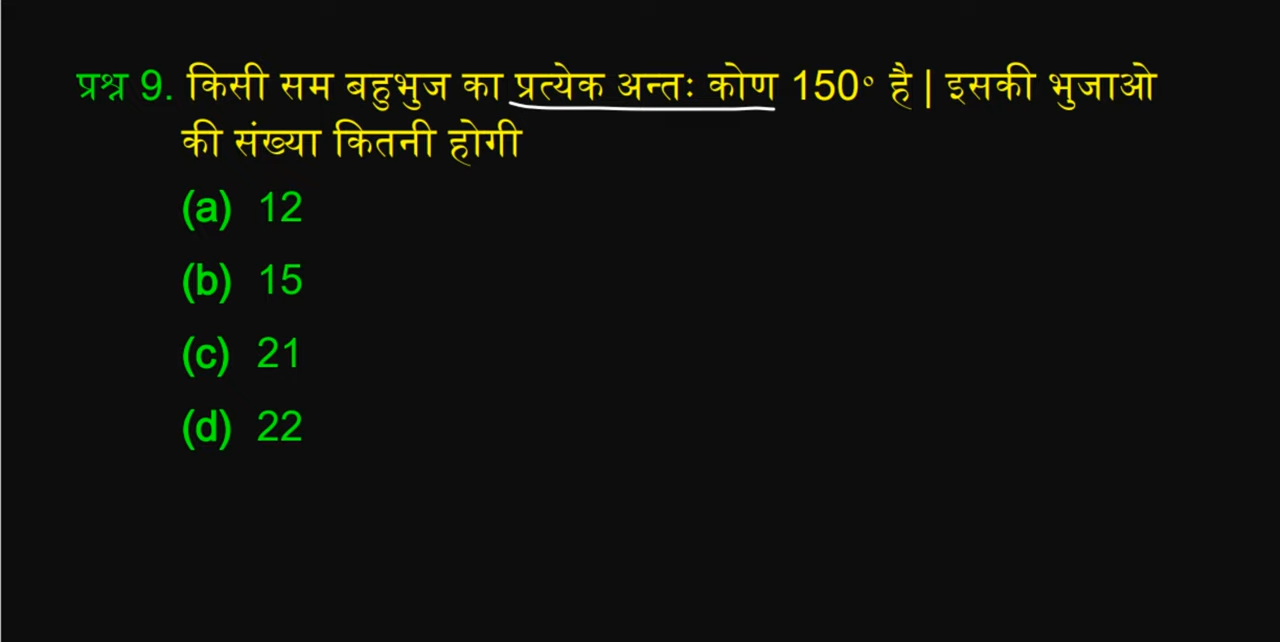 प्रश्न 9. किसी सम बहुभुज का प्रत्येक अन्तः कोण 150° है | इसकी भुजाओ
की संख्या कितनी होगी
(a) 12
(b) 15
(c) 21
(d) 22